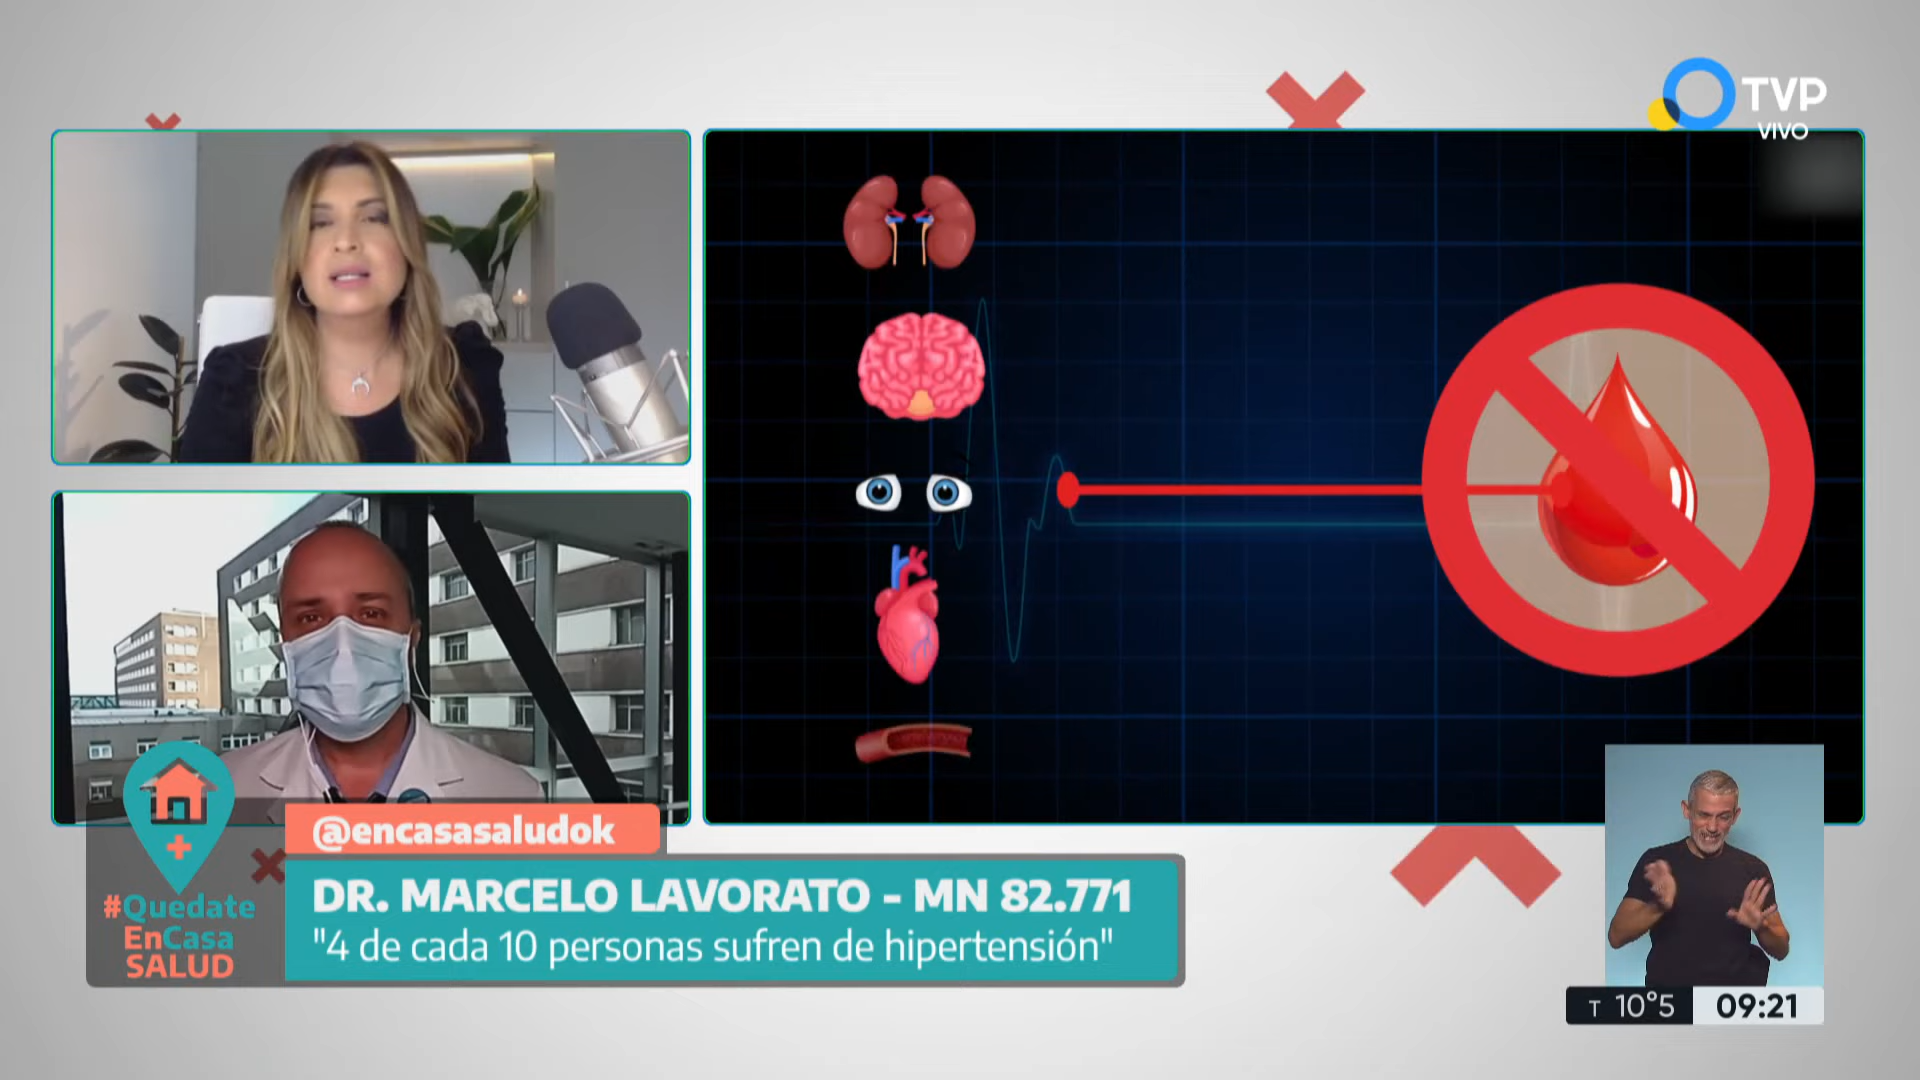 TVP
VIVO
@encasasaludok
DR. MARCELO LAVORATO - MN 82.771
"4 de cada 10 personas sufren de hipertensión"
#Quedate
EnCasa
SALUD
T 10°5
09:21